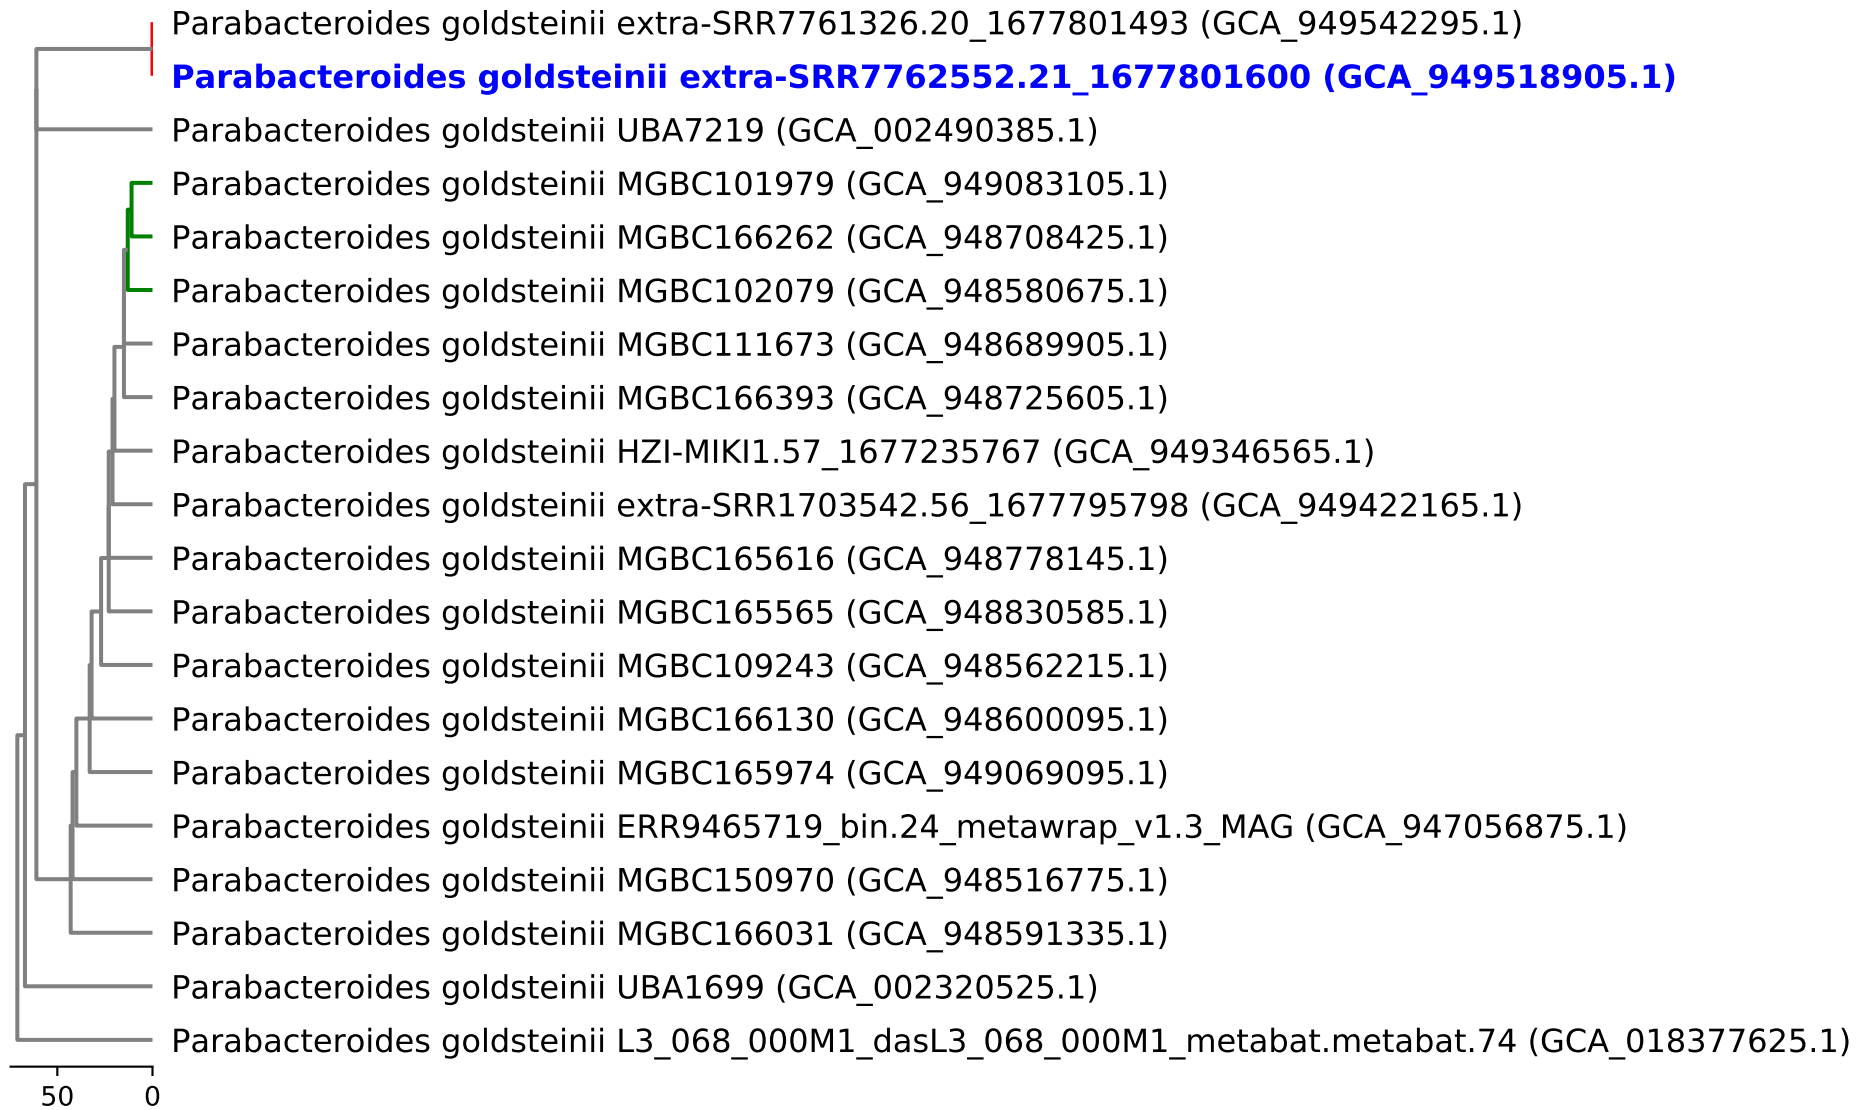 Parabacteroides goldsteinii extra-SRR7761326.20_1677801493 (GCA_949542295.1)
Parabacteroides goldsteinii extra-SRR7762552.21_1677801600 (GCA_949518905.1)
Parabacteroides goldsteinii UBA7219 (GCA_002490385.1)
Parabacteroides goldsteinii MGBC101979 (GCA_949083105.1)
Parabacteroides goldsteinii MGBC166262 (GCA_948708425.1)
Parabacteroides goldsteinii MGBC102079 (GCA_948580675.1)
Parabacteroides goldsteinii MGBC111673 (GCA_948689905.1)
Parabacteroides goldsteinii MGBC166393 (GCA_948725605.1)
Parabacteroides goldsteinii HZI-MIKI1.57_1677235767 (GCA_949346565.1)
Parabacteroides goldsteinii extra-SRR1703542.56_1677795798 (GCA_949422165.1)
Parabacteroides goldsteinii MGBC165616 (GCA_948778145.1)
Parabacteroides goldsteinii MGBC165565 (GCA_948830585.1)
Parabacteroides goldsteinii MGBC109243 (GCA_948562215.1)
Parabacteroides goldsteinii MGBC166130 (GCA_948600095.1)
Parabacteroides goldsteinii MGBC165974 (GCA_949069095.1)
Parabacteroides goldsteinii ERR9465719_bin.24_metawrap_v1.3_MAG (GCA_947056875.1)
Parabacteroides goldsteinii MGBC150970 (GCA_948516775.1)
Parabacteroides goldsteinii MGBC166031 (GCA_948591335.1)
Parabacteroides goldsteinii UBA1699 (GCA_002320525.1)
Parabacteroides goldsteinii L3_068_000M1_dasL3_068_000M1_metabat.metabat.74 (GCA_018377625.1)
50 0